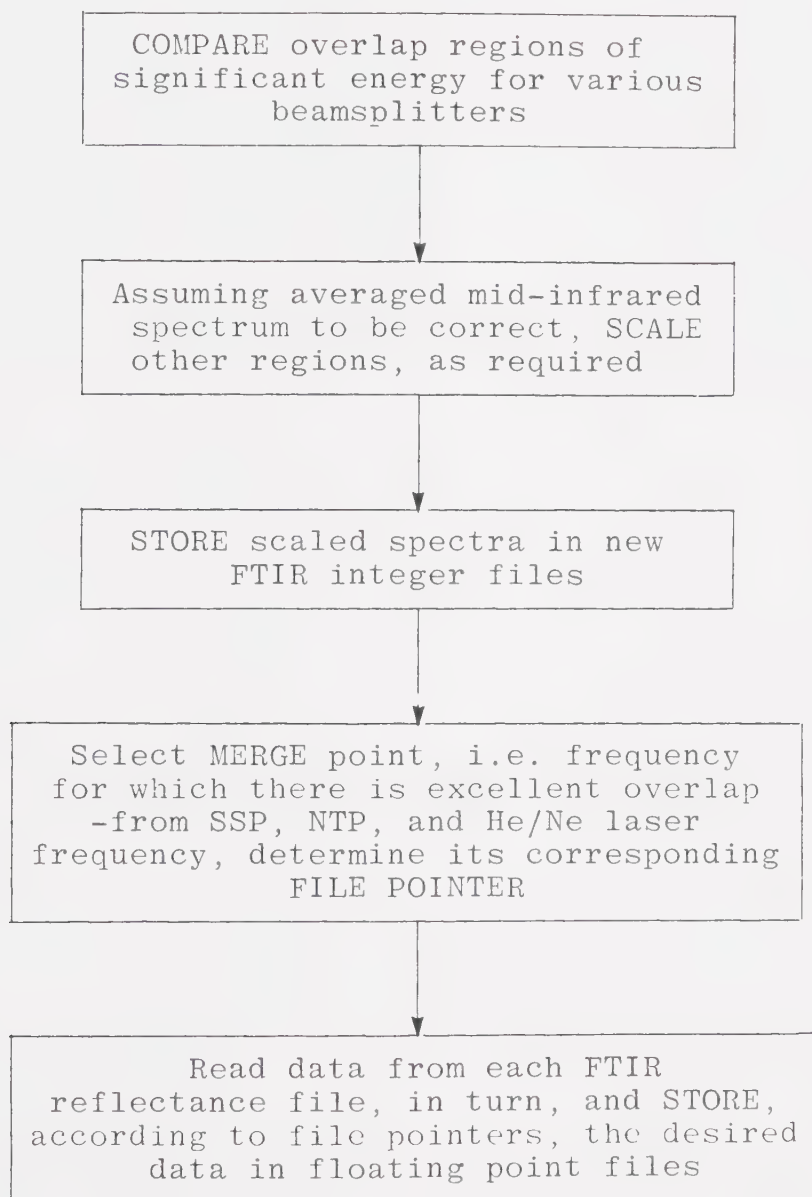 COMPARE overlap regions of
significant energy for various
beamsplitters
Assuming averaged mid-infrared
spectrum to be correct, SCALE
other regions, as required
STORE scaled spectra in new
FTIR integer files
Select MERGE point, i.e. frequency
for which there is excellent overlap
-from SSP, NTP, and He/Ne laser
frequency, determine its corresponding
FILE POINTER
Read data from each FTIR
reflectance file, in turn, and STORE,
according to file pointers, the desired
data in floating point files